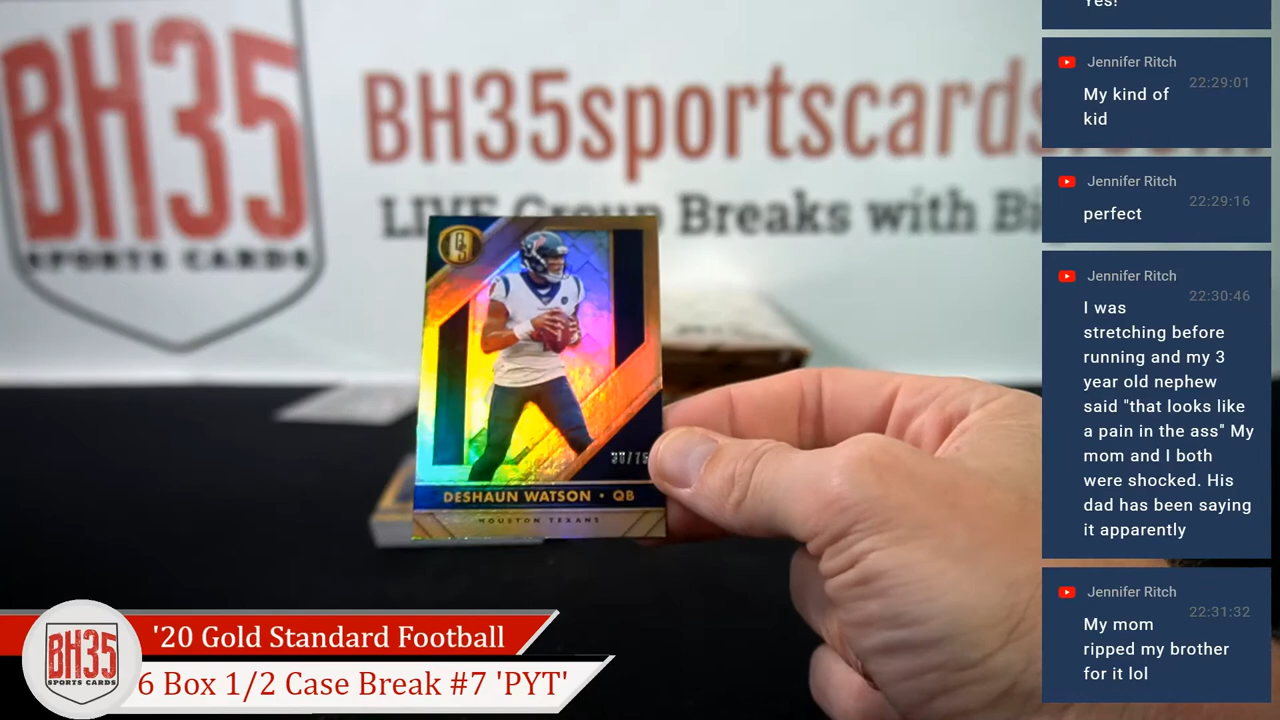 BH35
SPORTS CARDS
BH35sportscards.com
LIVE Group Breaks with
GS
/75
DESHAUN WATSON • QB
HOUSTON TEXANS
'20 Gold Standard Football
6 Box 1/2 Case Break #7 'PYT'
BH35
SPORTS CARDS
Yes!
Jennifer Ritch
22:29:01
My kind of
kid
Jennifer Ritch
22:29:16
perfect
Jennifer Ritch
22:30:46
I was
stretching before
running and my 3
year old nephew
said "that looks like
a pain in the ass" My
mom and I both
were shocked. His
dad has been saying
it apparently
Jennifer Ritch
22:31:32
My mom
ripped my brother
for it lol